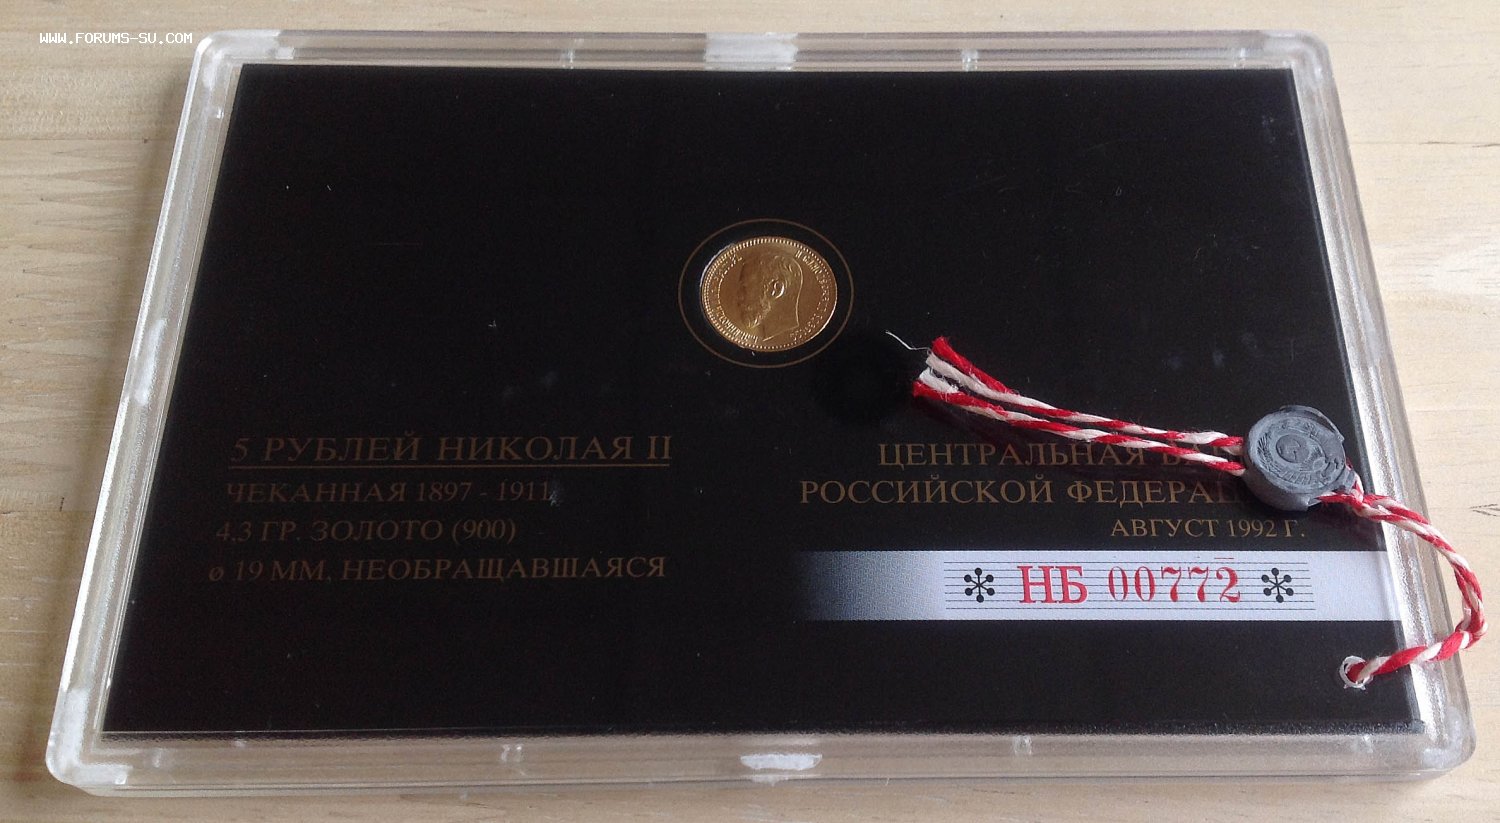 WWW.FORUMS-SU.COM
5 РУБЛЕЙ НИКОЛАЯ II
ЧЕКАННАЯ 1897 - 1911
4.3 ГР. ЗОЛОТО (900)
ø 19 ММ, НЕОБРАЩАВШАЯСЯ
ЦЕНТРАЛЬНАЯ
РОССИЙСКОЙ
АВГУСТ 1992 Г.
НБ 00772